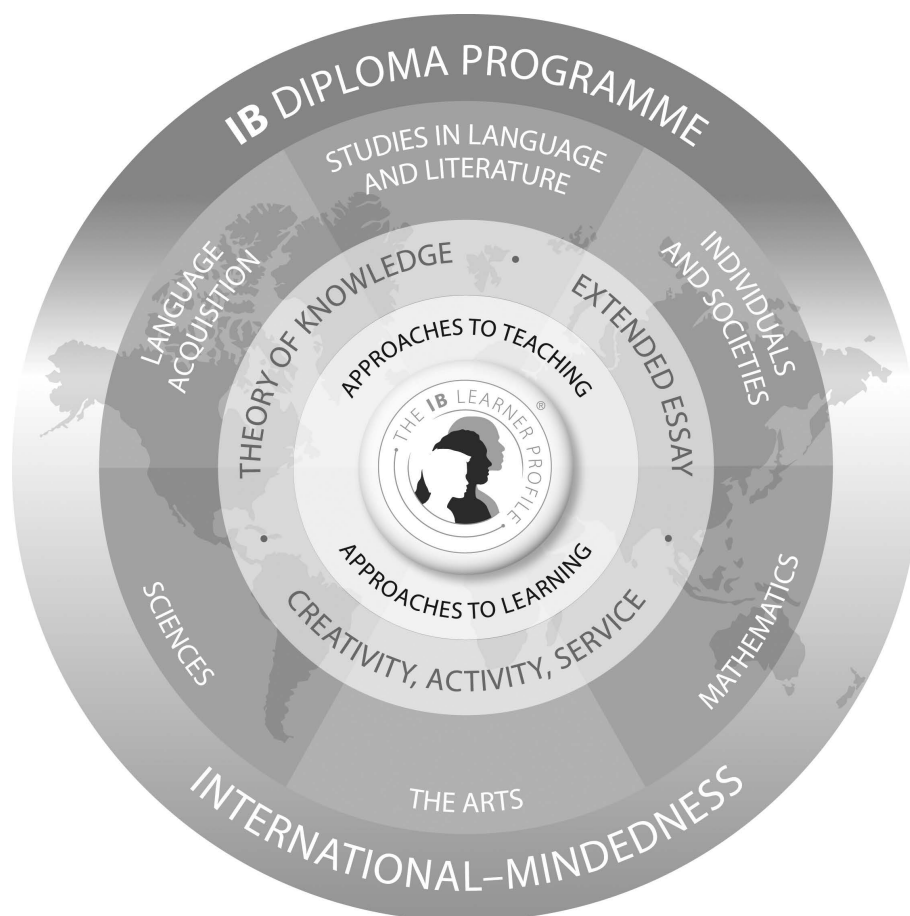 IB DIPLOMA PROGRAMME
STUDIES IN LANGUAGE
AND LITERATURE
LANGUAGE
ACQUISITION
INDIVIDUALS
AND SOCIETIES
THEORY OF KNOWLEDGE
EXTENDED ESSAY
APPROACHES TO TEACHING
THE IB LEARNER PROFILE
®
APPROACHES TO LEARNING
CREATIVITY, ACTIVITY, SERVICE
SCIENCES
MATHEMATICS
THE ARTS
INTERNATIONAL–MINDEDNESS